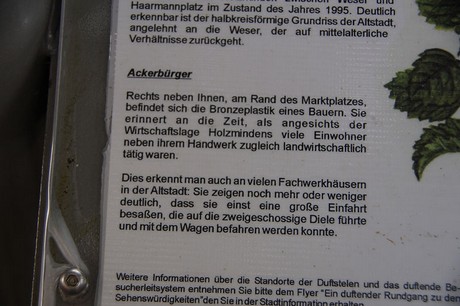 Haarmannplatz im Zustand des Jahres 1995. Deutlich
erkennbar ist der halbkreisförmige Grundriss der Altstadt,
angelehnt an die Weser, der auf mittelalterliche
Verhältnisse zurückgeht.
Ackerbürger
Rechts neben Ihnen, am Rand des Marktplatzes,
befindet sich die Bronzeplastik eines Bauern. Sie
erinnert an die Zeit, als angesichts der
Wirtschaftslage Holzmindens viele Einwohner
neben ihrem Handwerk zugleich landwirtschaftlich
tätig waren.
Dies erkennt man auch an vielen Fachwerkhäusern
in der Altstadt: Sie zeigen noch mehr oder weniger
deutlich, dass sie einst eine große Einfahrt
besaßen, die auf die zweigeschossige Diele führte
und mit dem Wagen befahren werden konnte.
Weitere Informationen über die Standorte der Duftstelen und das duftende Be-
sucherleitsystem entnehmen Sie bitte dem Flyer "Ein duftender Rundgang zu den
Sehenswürdigkeiten" den Sie in der Stadtinformation erhalten.